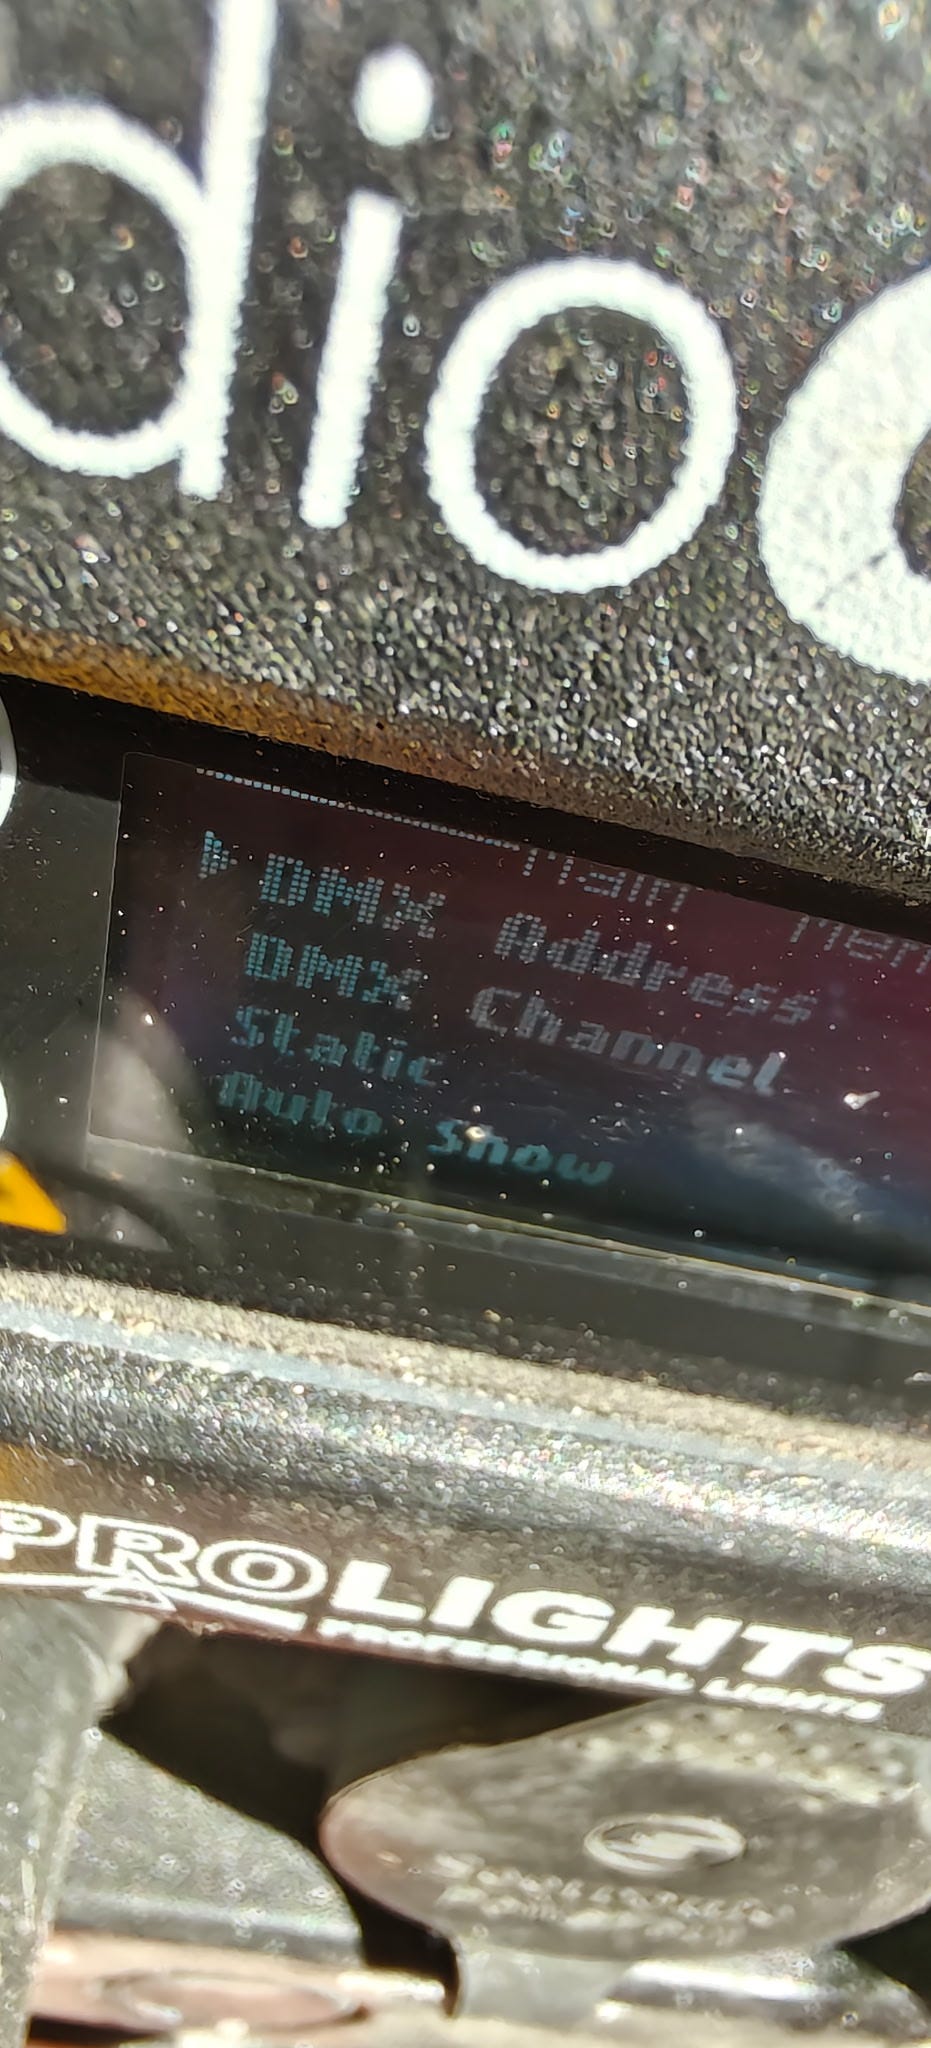 dio
Main Men
DMX Address
DMX Channel
Static
Auto Show
PROLIGHTS
PROFESSIONAL LIGHTS